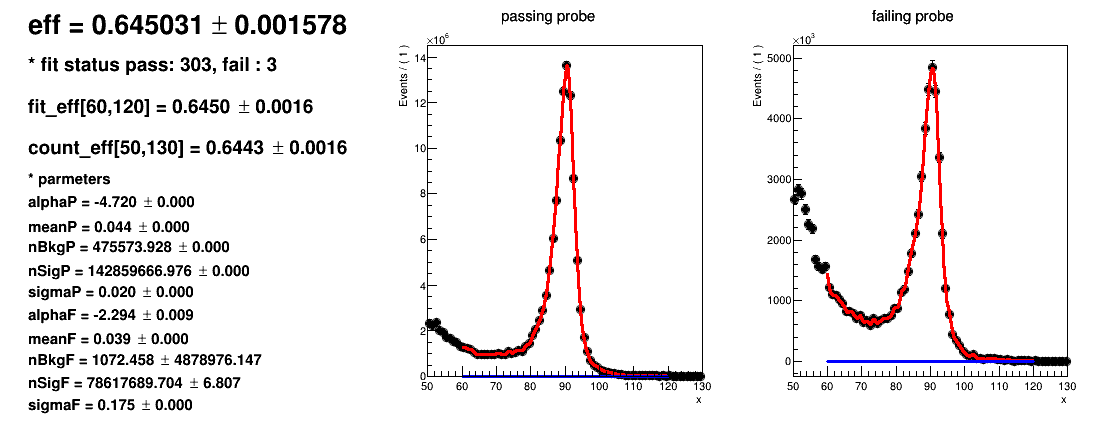 eff = 0.645031 ± 0.001578
* fit status pass: 303, fail : 3
fit_eff[60,120] = 0.6450 ± 0.0016
count_eff[50,130] = 0.6443 ± 0.0016
* parmeters
alphaP = -4.720 ± 0.000
meanP = 0.044 ± 0.000
nBkgP = 475573.928 ± 0.000
nSigP = 142859666.976 ± 0.000
sigmaP = 0.020 ± 0.000
alphaF = -2.294 ± 0.009
meanF = 0.039 ± 0.000
nBkgF = 1072.458 ± 4878976.147
nSigF = 78617689.704 ± 6.807
sigmaF = 0.175 ± 0.000
passing probe
×10⁶
Events / ( 1 )
14
12
10
8
6
4
2
0
50 60 70 80 90 100 110 120 130
x
failing probe
×10³
Events / ( 1 )
5000
4000
3000
2000
1000
0
50 60 70 80 90 100 110 120 130
x